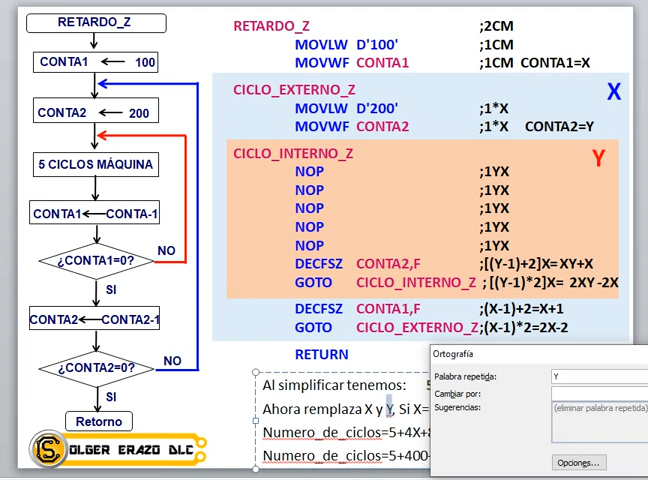 RETARDO_Z
CONTA1 ← 100
CONTA2 ← 200
5 CICLOS MÁQUINA
CONTA1←CONTA-1
¿CONTA1=0?
NO
SI
CONTA2←CONTA2-1
¿CONTA2=0?
NO
SI
Retorno
OLGER ERAZO DLC
RETARDO_Z ;2CM
MOVLW D'100' ;1CM
MOVWF CONTA1 ;1CM CONTA1=X
CICLO_EXTERNO_Z X
MOVLW D'200' ;1*X
MOVWF CONTA2 ;1*X CONTA2=Y
CICLO_INTERNO_Z Y
NOP ;1YX
NOP ;1YX
NOP ;1YX
NOP ;1YX
NOP ;1YX
DECFSZ CONTA2,F ;[(Y-1)+2]X= XY+X
GOTO CICLO_INTERNO_Z ; [(Y-1)*2]X= 2XY-2X
DECFSZ CONTA1,F ;(X-1)+2=X+1
GOTO CICLO_EXTERNO_Z;(X-1)*2=2X-2
RETURN
Al simplificar tenemos: 5
Ahora remplaza X y Y, Si X=
Numero_de_ciclos=5+4X+8
Numero_de_ciclos=5+400
Ortografía
Palabra repetida: Y
Cambiar por:
Sugerencias: (eliminar palabra repetida)
Opciones...